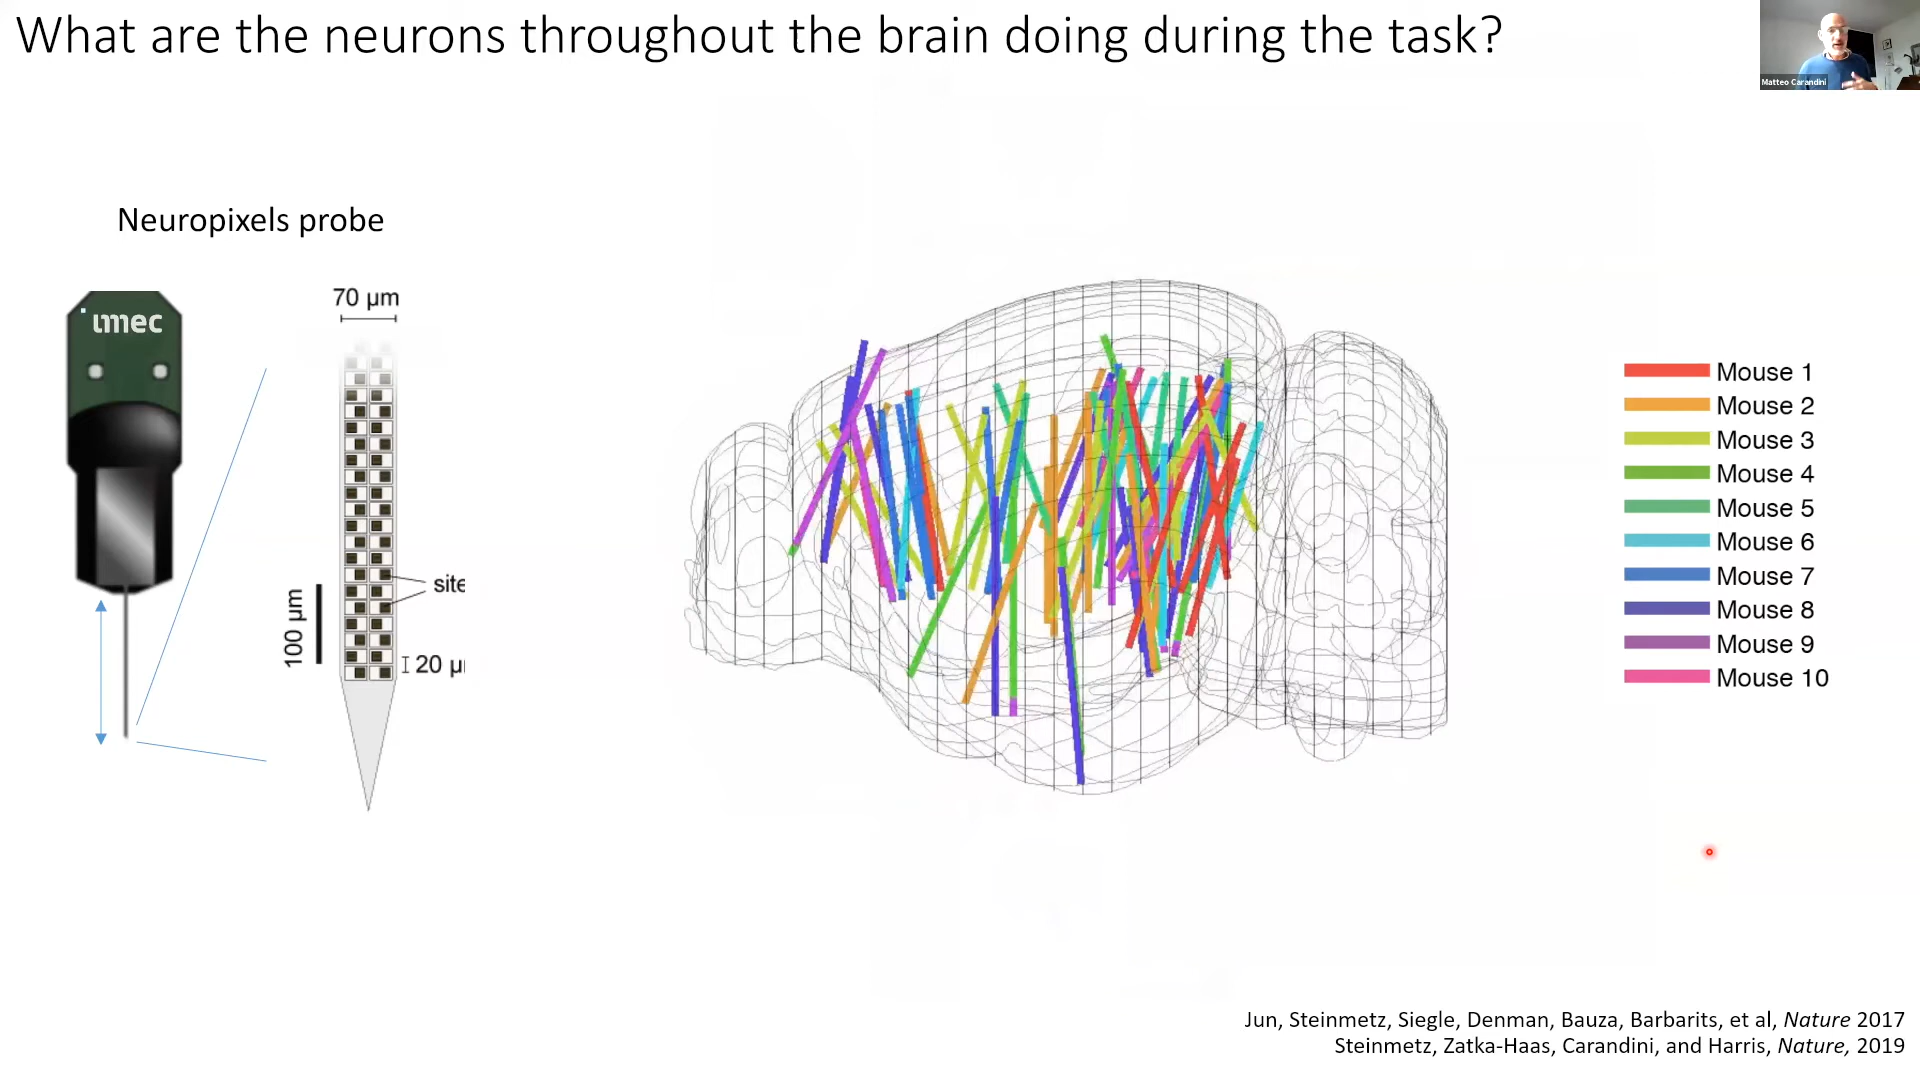 What are the neurons throughout the brain doing during the task?
Matteo Carandini
Neuropixels probe
imec
70 µm
site
100 µm
20 µ
Mouse 1
Mouse 2
Mouse 3
Mouse 4
Mouse 5
Mouse 6
Mouse 7
Mouse 8
Mouse 9
Mouse 10
Jun, Steinmetz, Siegle, Denman, Bauza, Barbarits, et al, Nature 2017
Steinmetz, Zatka-Haas, Carandini, and Harris, Nature, 2019